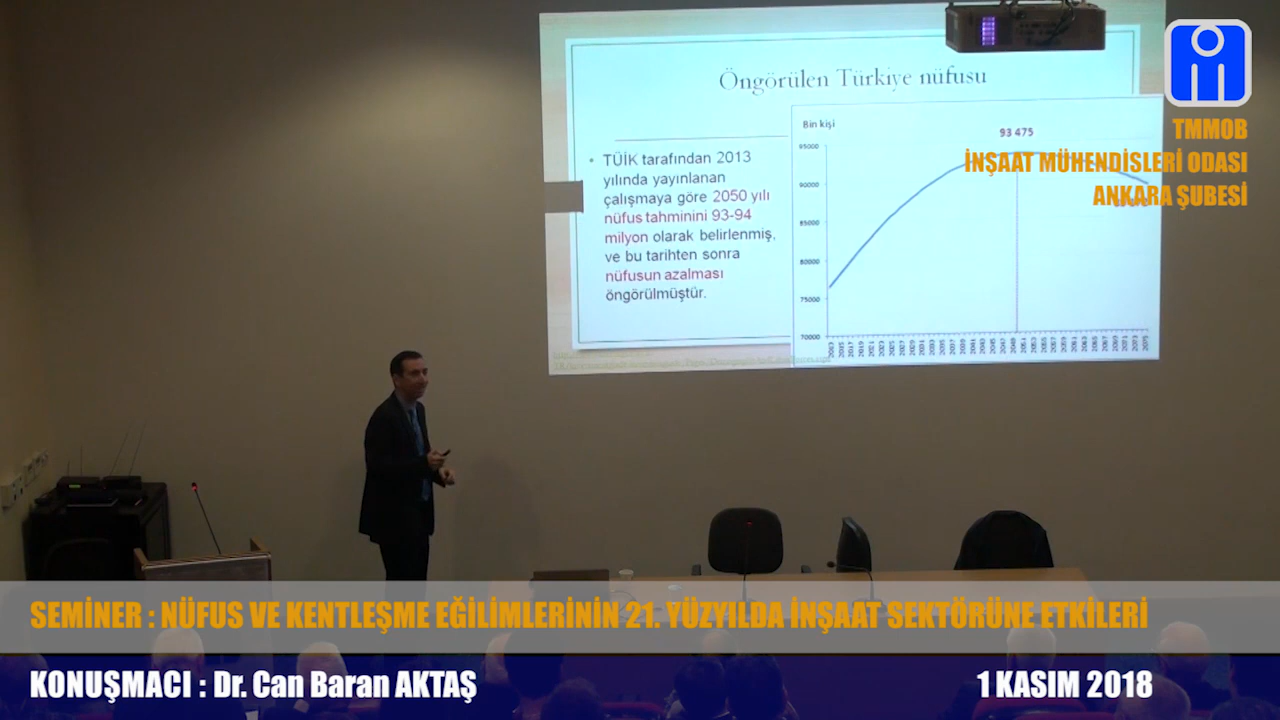 Öngörülen Türkiye nüfusu
• TÜİK tarafından 2013
yılında yayınlanan
çalışmaya göre 2050 yılı
nüfus tahminini 93-94
milyon olarak belirlenmiş,
ve bu tarihten sonra
nüfusun azalması
öngörülmüştür.
Bin kişi
93 475
95000
90000
85000
80000
75000
70000
TMMOB
İNŞAAT MÜHENDİSLERİ ODASI
ANKARA ŞUBESİ
SEMİNER : NÜFUS VE KENTLEŞME EĞİLİMLERİNİN 21. YÜZYILDA İNŞAAT SEKTÖRÜNE ETKİLERİ
KONUŞMACI : Dr. Can Baran AKTAŞ
1 KASIM 2018